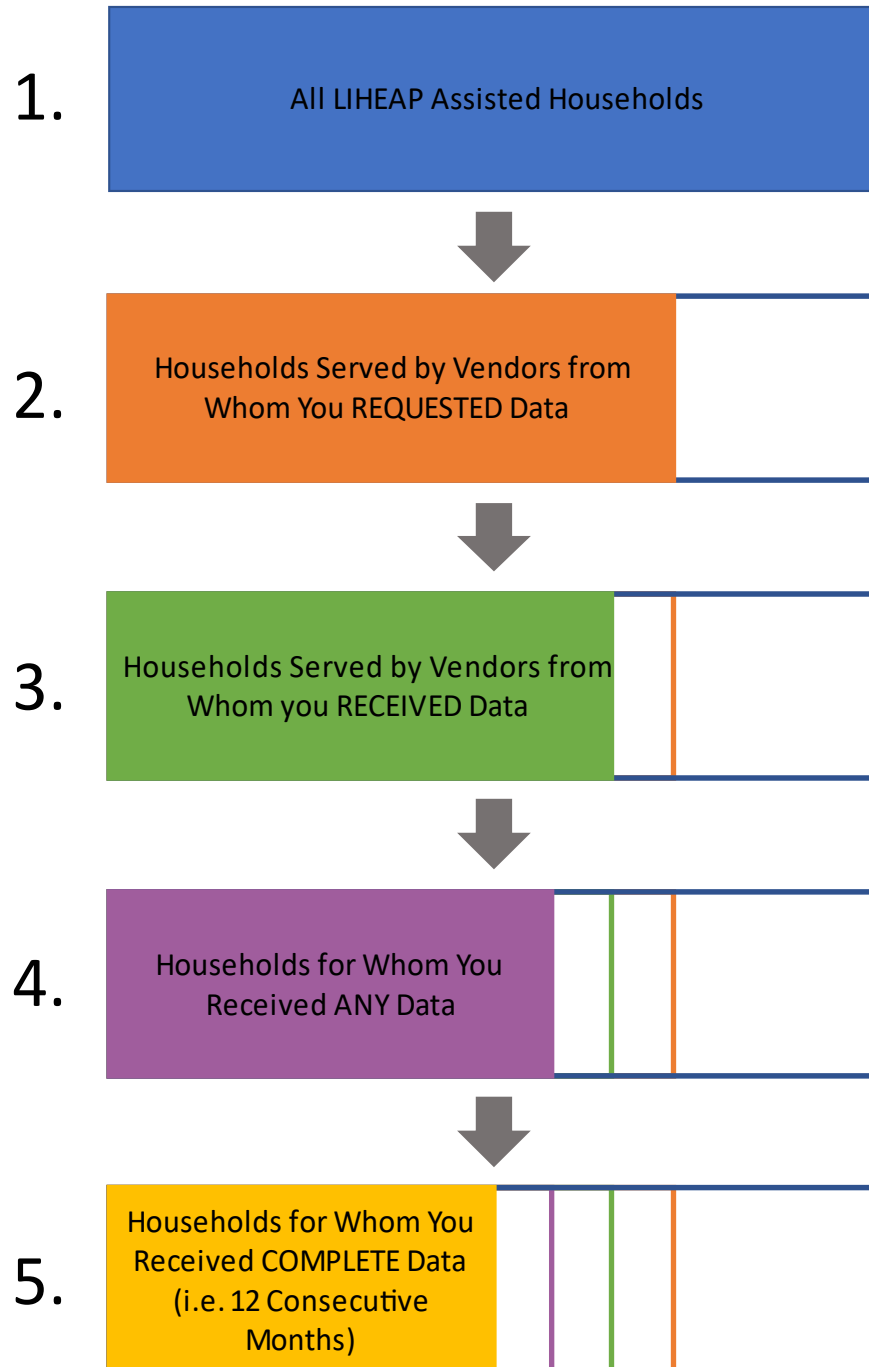 1.
All LIHEAP Assisted Households
2.
Households Served by Vendors from
Whom You REQUESTED Data
3.
Households Served by Vendors from
Whom you RECEIVED Data
4.
Households for Whom You
Received ANY Data
5.
Households for Whom You
Received COMPLETE Data
(i.e. 12 Consecutive
Months)